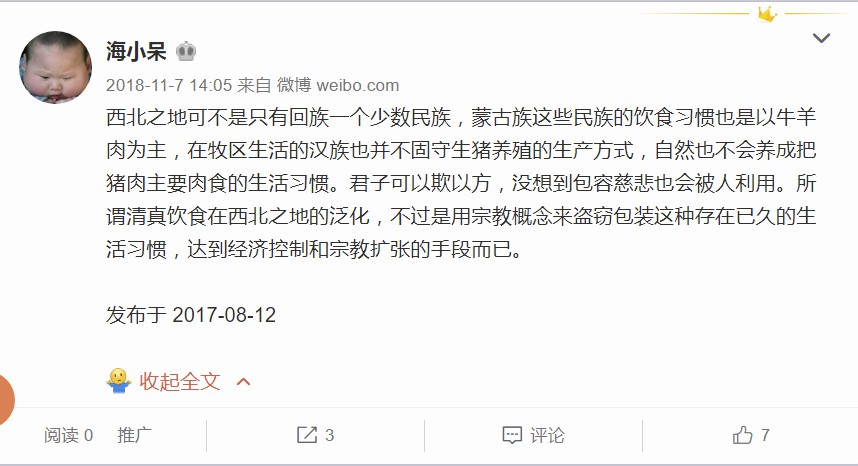 海小呆
2018-11-7 14:05 来自 微博 weibo.com
西北之地可不是只有回族一个少数民族，蒙古族这些民族的饮食习惯也是以牛羊
肉为主，在牧区生活的汉族也并不固守生猪养殖的生产方式，自然也不会养成把
猪肉主要肉食的生活习惯。君子可以欺以方，没想到包容慈悲也会被人利用。所
谓清真饮食在西北之地的泛化，不过是用宗教概念来盗窃包装这种存在已久的生
活习惯，达到经济控制和宗教扩张的手段而已。
发布于 2017-08-12
收起全文
阅读 0 推广 3 评论 7